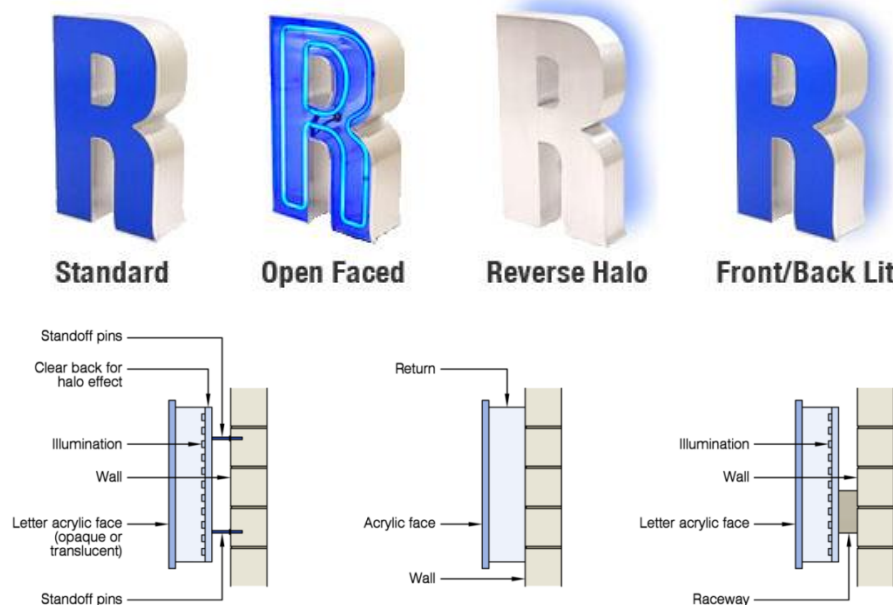 R R R R
Standard Open Faced Reverse Halo Front/Back Lit
Standoff pins
Clear back for
halo effect
Illumination
Wall
Letter acrylic face
(opaque or
translucent)
Standoff pins
Return
Acrylic face
Wall
Illumination
Wall
Letter acrylic face
Raceway